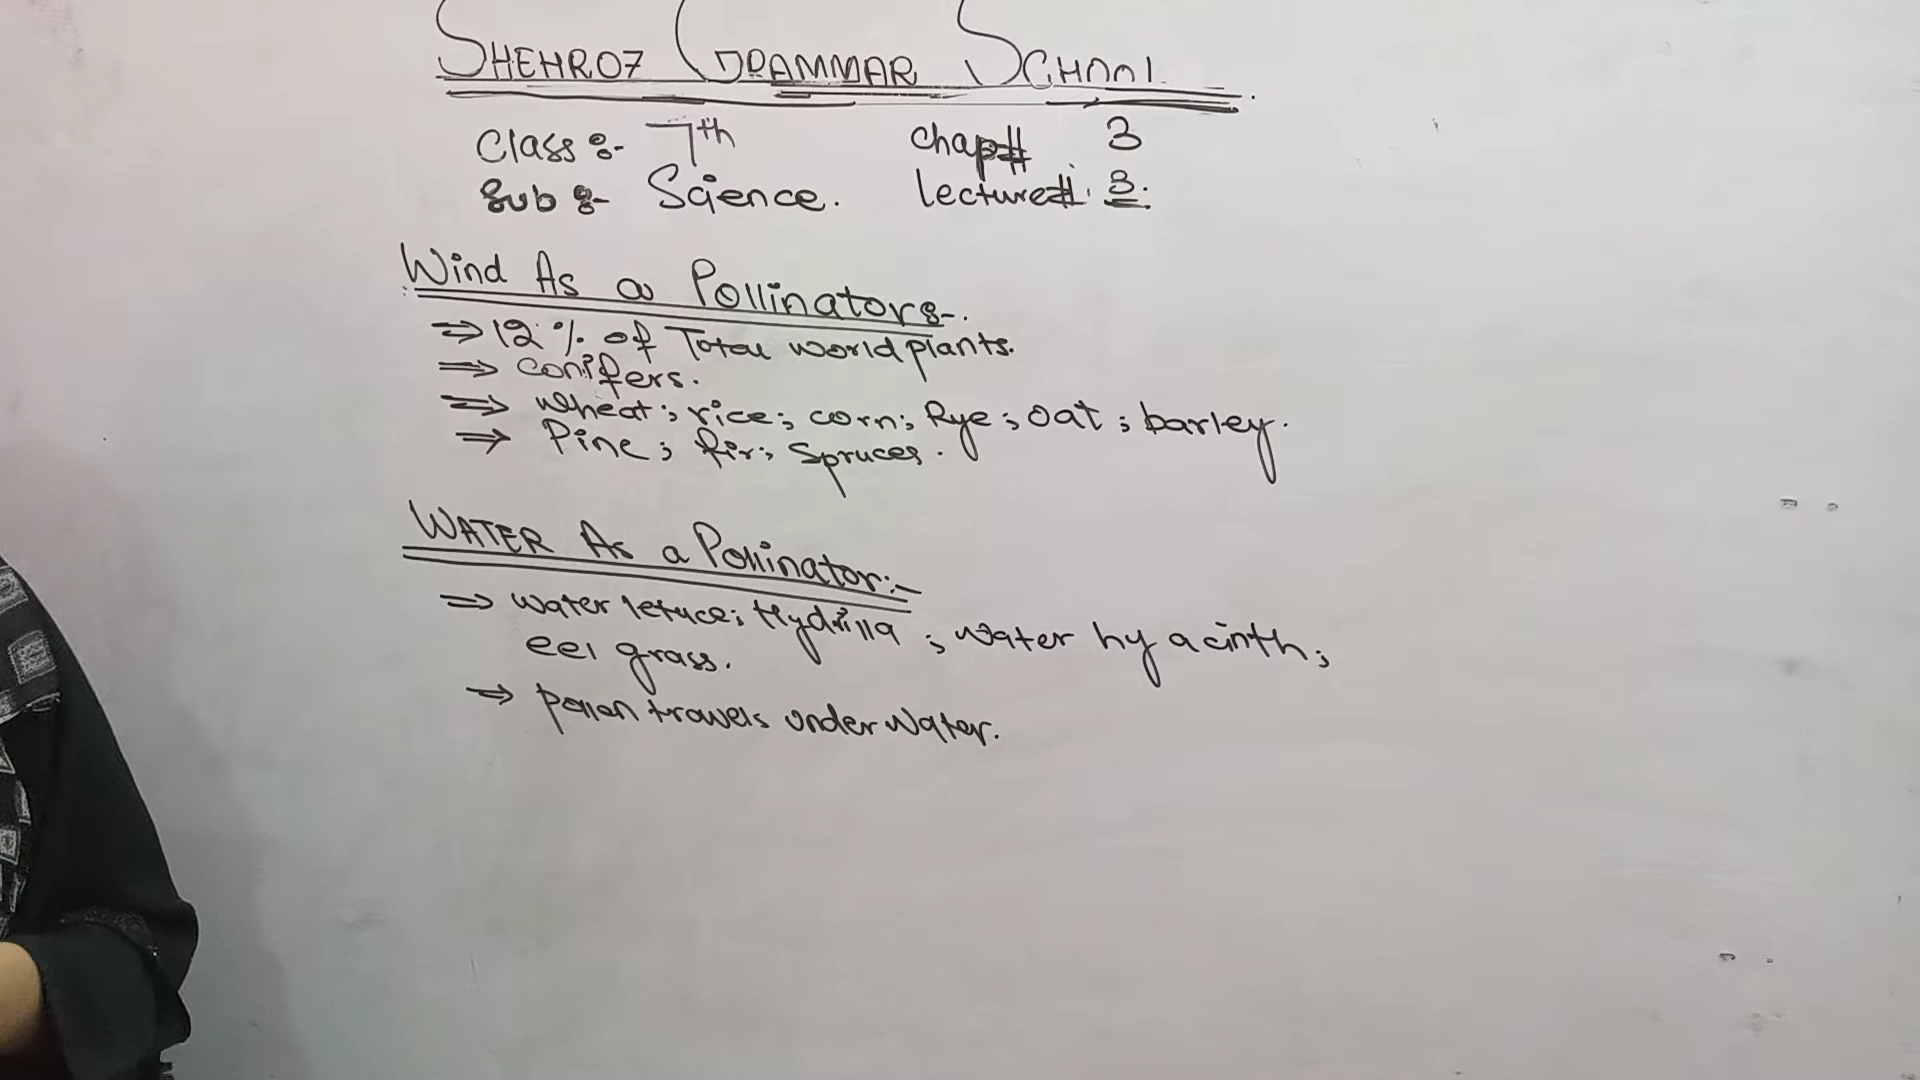 SHEHROZ GRAMMAR SCHOOL.
Class:- 7th chap# 3
Sub:- Science. lecture#. 3.
Wind As a Pollinator:-.
⇒ 12% of Total world plants.
⇒ conifers.
⇒ wheat; rice; corn; Rye; oat; barley.
⇒ Pine; fir; Spruces.
WATER As a Pollinator:-
⇒ water letuce; Hydrilla; water hyacinth;
eel grass.
⇒ pollen travels under water.